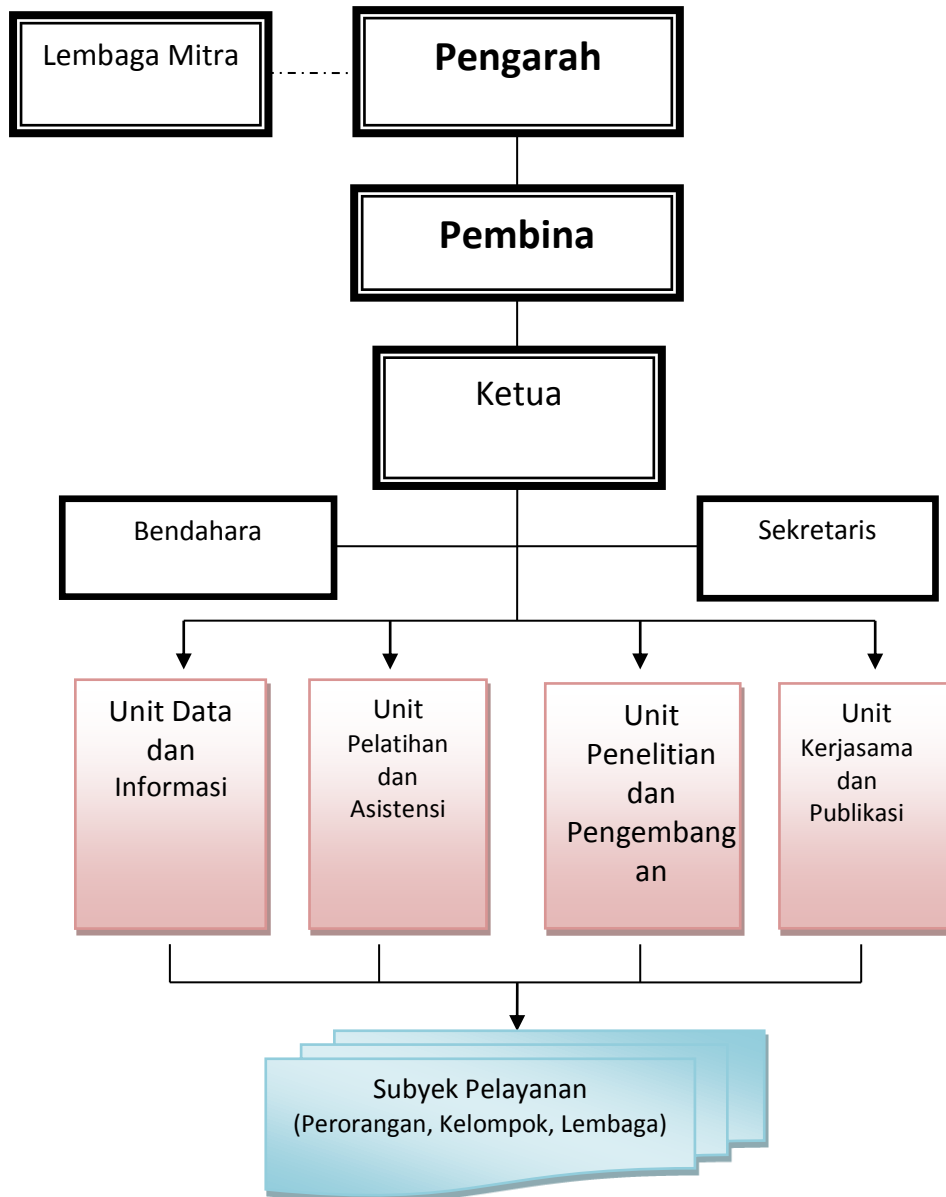 Lembaga Mitra
Pengarah
Pembina
Ketua
Bendahara
Sekretaris
Unit Data
dan
Informasi
Unit
Pelatihan
dan
Asistensi
Unit
Penelitian
dan
Pengembang
an
Unit
Kerjasama
dan
Publikasi
Subyek Pelayanan
(Perorangan, Kelompok, Lembaga)